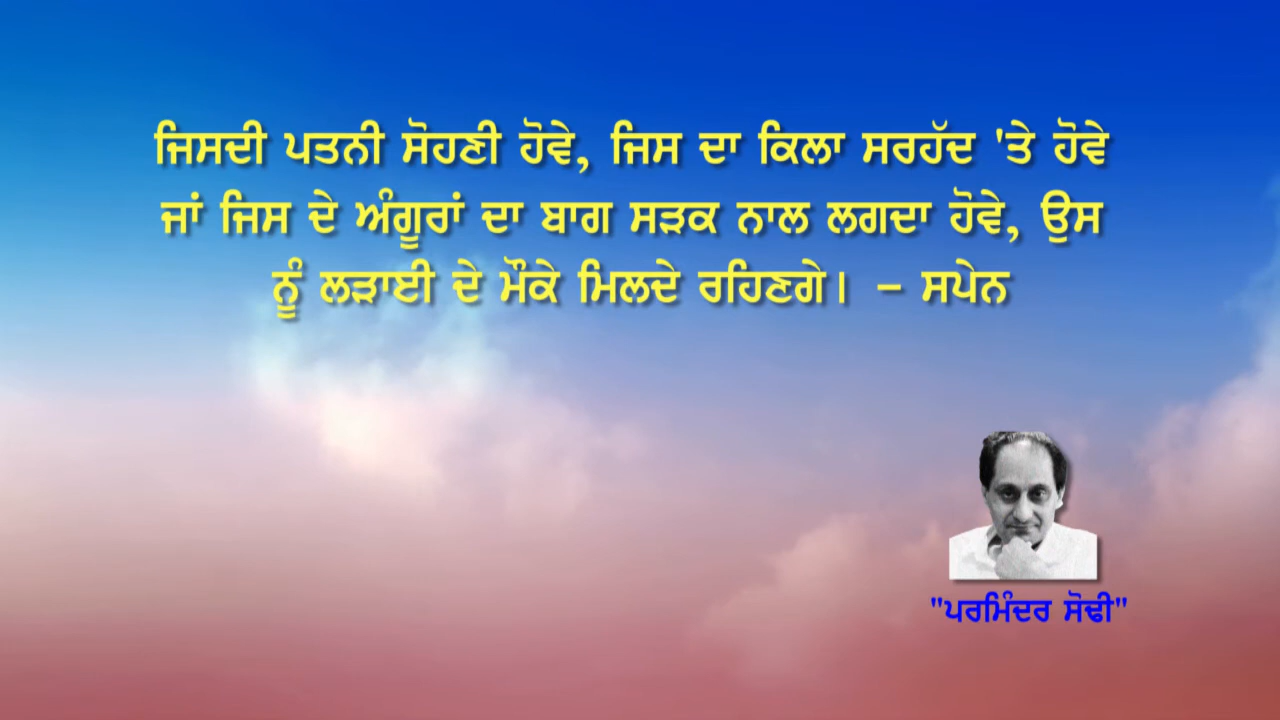 ਜਿਸਦੀ ਪਤਨੀ ਸੋਹਣੀ ਹੋਵੇ, ਜਿਸ ਦਾ ਕਿਲਾ ਸਰਹੱਦ 'ਤੇ ਹੋਵੇ
ਜਾਂ ਜਿਸ ਦੇ ਅੰਗੂਰਾਂ ਦਾ ਬਾਗ ਸੜਕ ਨਾਲ ਲਗਦਾ ਹੋਵੇ, ਉਸ
ਨੂੰ ਲੜਾਈ ਦੇ ਮੌਕੇ ਮਿਲਦੇ ਰਹਿਣਗੇ। – ਸਪੇਨ
"ਪਰਮਿੰਦਰ ਸੋਢੀ"